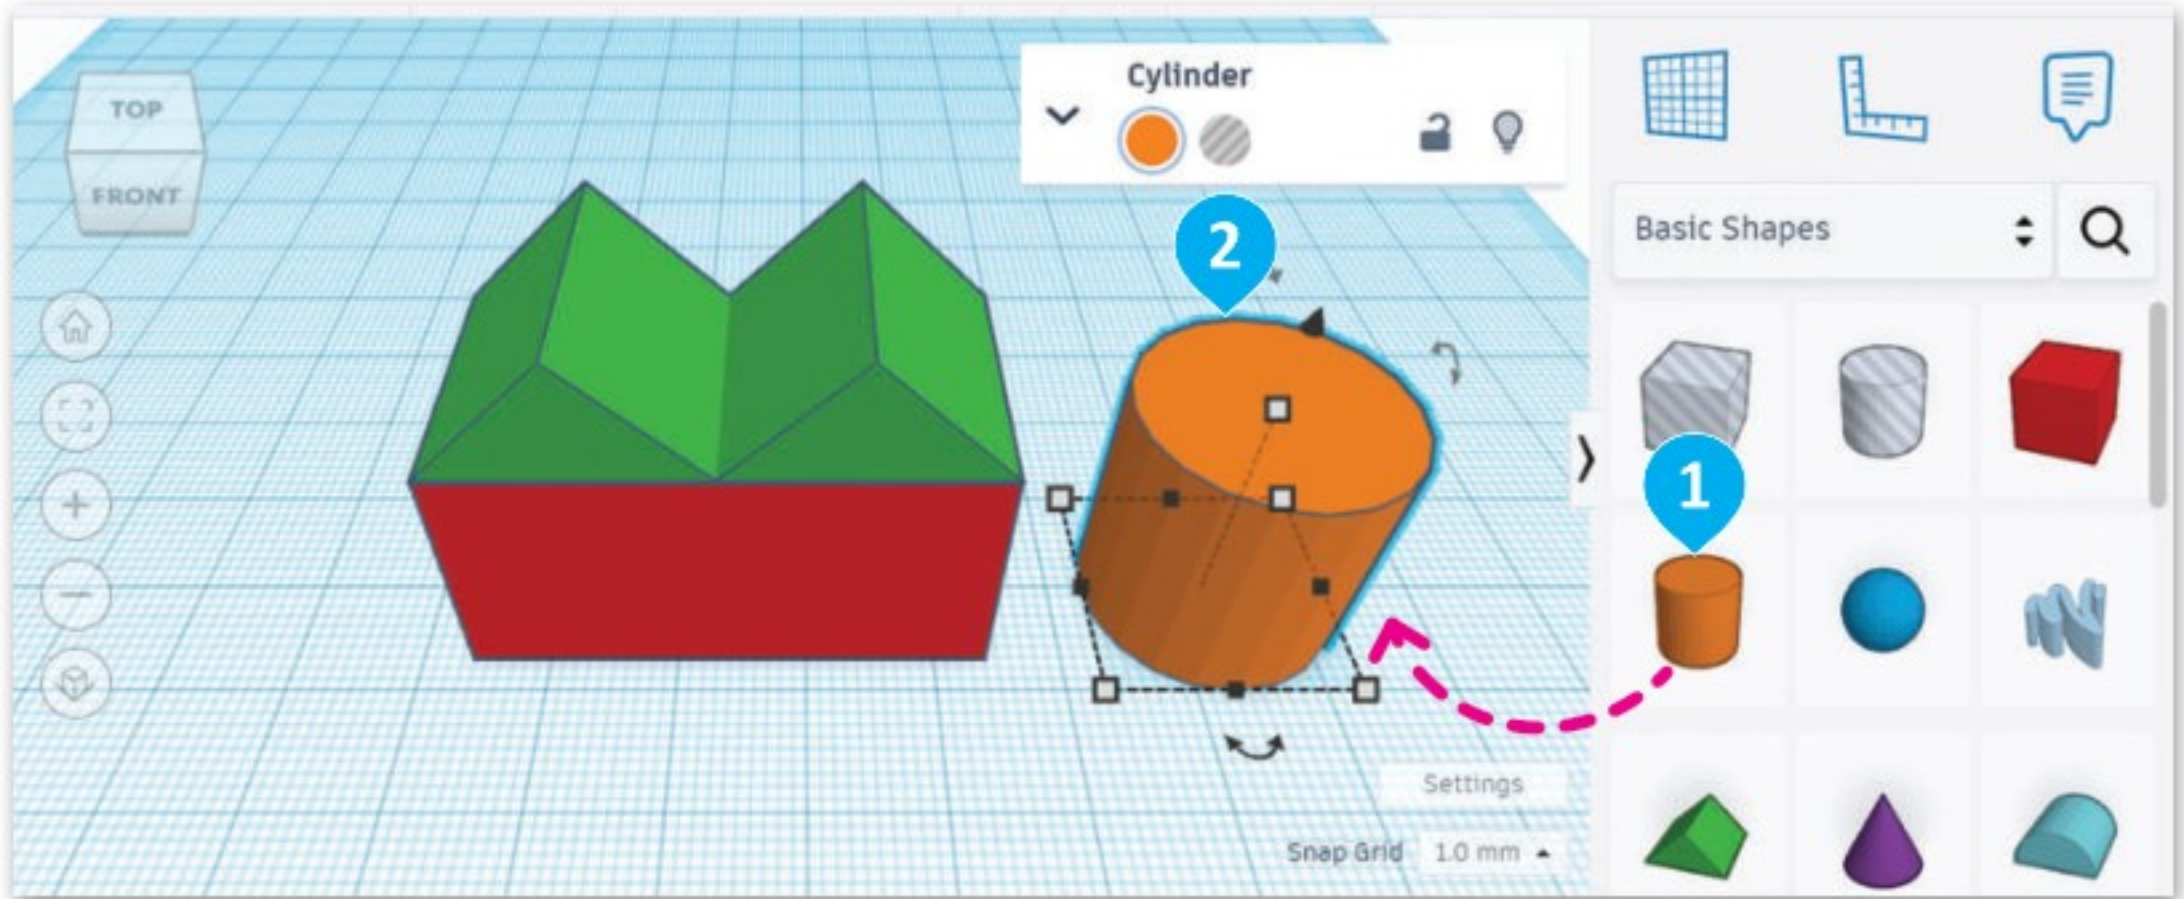 Cylinder
TOP
FRONT
2
Basic Shapes
1
Settings
Snap Grid 1.0 mm